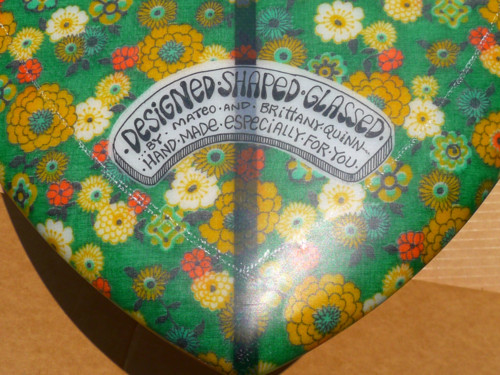 DESIGNED·SHAPED·GLASSED
BY·MATEO·AND·BRITTANY·QUINN
·HAND·MADE·ESPECIALLY·FOR·YOU·